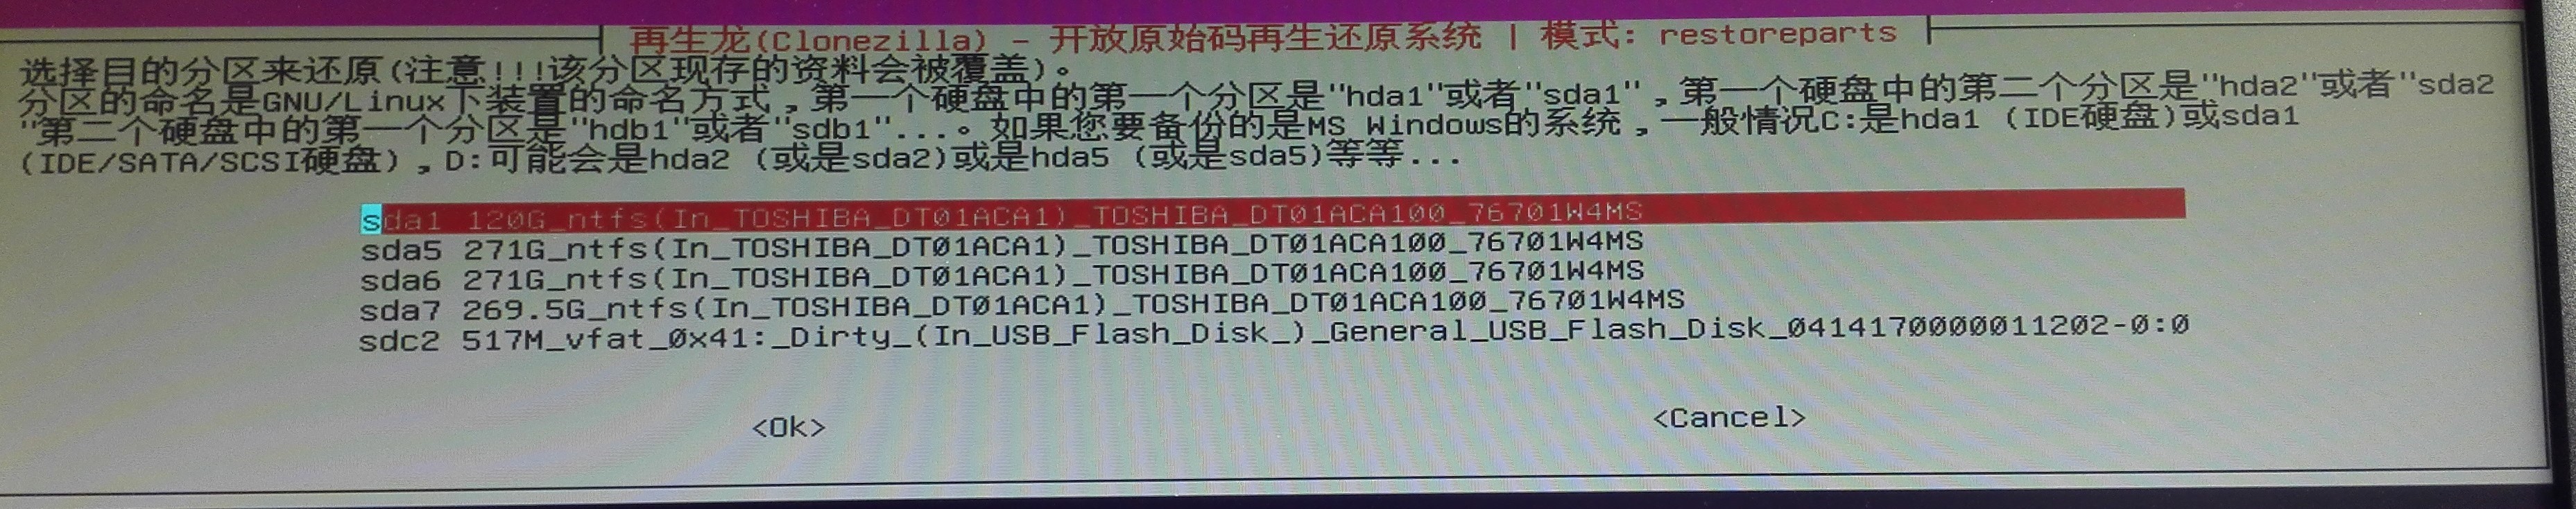 再生龙(Clonezilla) - 开放原始码再生还原系统 | 模式: restoreparts
选择目的分区来还原(注意!!!该分区现存的资料会被覆盖)。
分区的命名是GNU/Linux下装置的命名方式,第一个硬盘中的第一个分区是"hda1"或者"sda1",第一个硬盘中的第二个分区是"hda2"或者"sda2
"第二个硬盘中的第一个分区是"hdb1"或者"sdb1"...。如果您要备份的是MS Windows的系统,一般情况C:是hda1 (IDE硬盘)或sda1
(IDE/SATA/SCSI硬盘),D:可能会是hda2 (或是sda2)或是hda5 (或是sda5)等等...
sda1 120G_ntfs(In_TOSHIBA_DT01ACA1)_TOSHIBA_DT01ACA100_76701W4MS
sda5 271G_ntfs(In_TOSHIBA_DT01ACA1)_TOSHIBA_DT01ACA100_76701W4MS
sda6 271G_ntfs(In_TOSHIBA_DT01ACA1)_TOSHIBA_DT01ACA100_76701W4MS
sda7 269.5G_ntfs(In_TOSHIBA_DT01ACA1)_TOSHIBA_DT01ACA100_76701W4MS
sdc2 517M_vfat_0x41:_Dirty_(In_USB_Flash_Disk_)_General_USB_Flash_Disk_0414170000011202-0:0
<Ok> <Cancel>